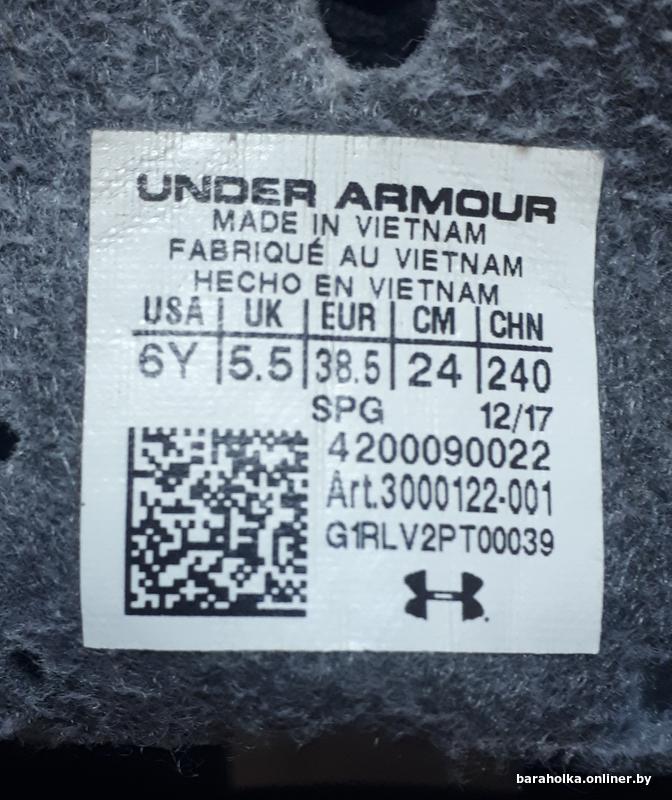 UNDER ARMOUR
MADE IN VIETNAM
FABRIQUÉ AU VIETNAM
HECHO EN VIETNAM
USA UK EUR CM CHN
6Y 5.5 38.5 24 240
SPG 12/17
4200090022
Art.3000122-001
G1RLV2PT00039
baraholka.onliner.by